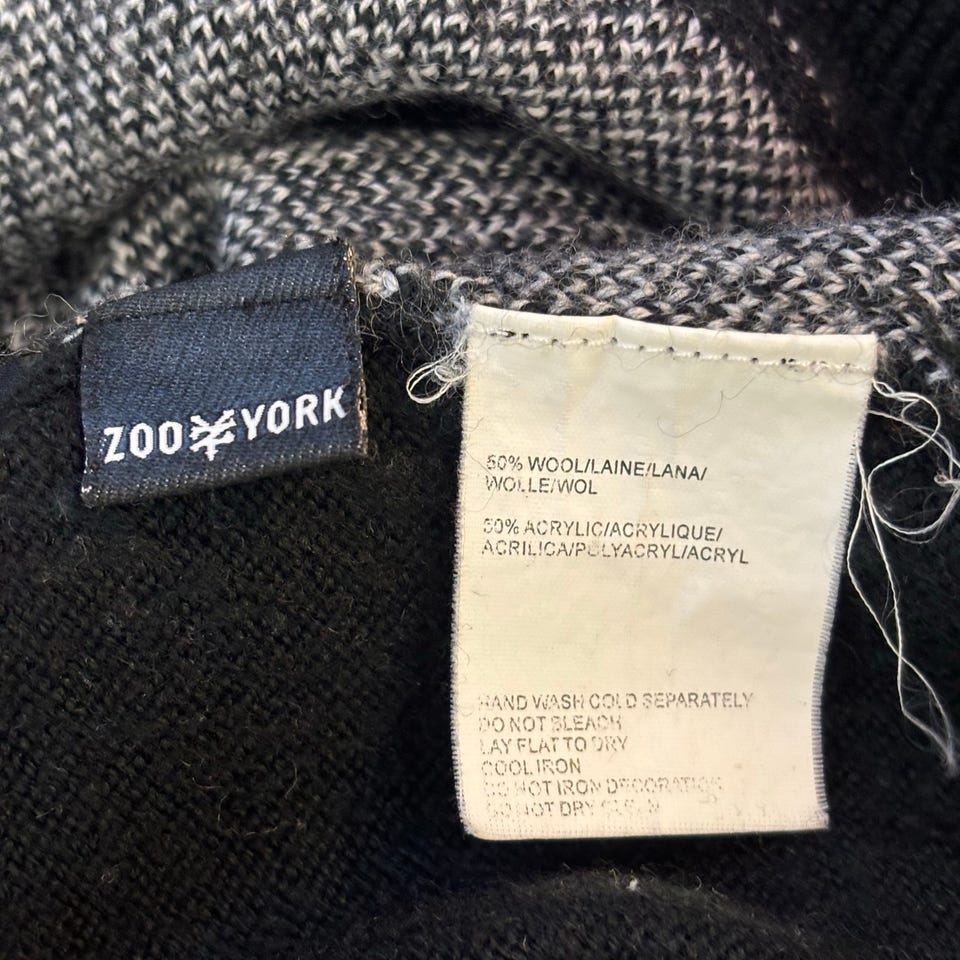 ZOO YORK
50% WOOL/LAINE/LANA/
WOLLE/WOL
50% ACRYLIC/ACRYLIQUE/
ACRILICA/POLYACRYL/ACRYL
HAND WASH COLD SEPARATELY
DO NOT BLEACH
LAY FLAT TO DRY
COOL IRON
DO NOT IRON DECORATION
DO NOT DRY CLEAN